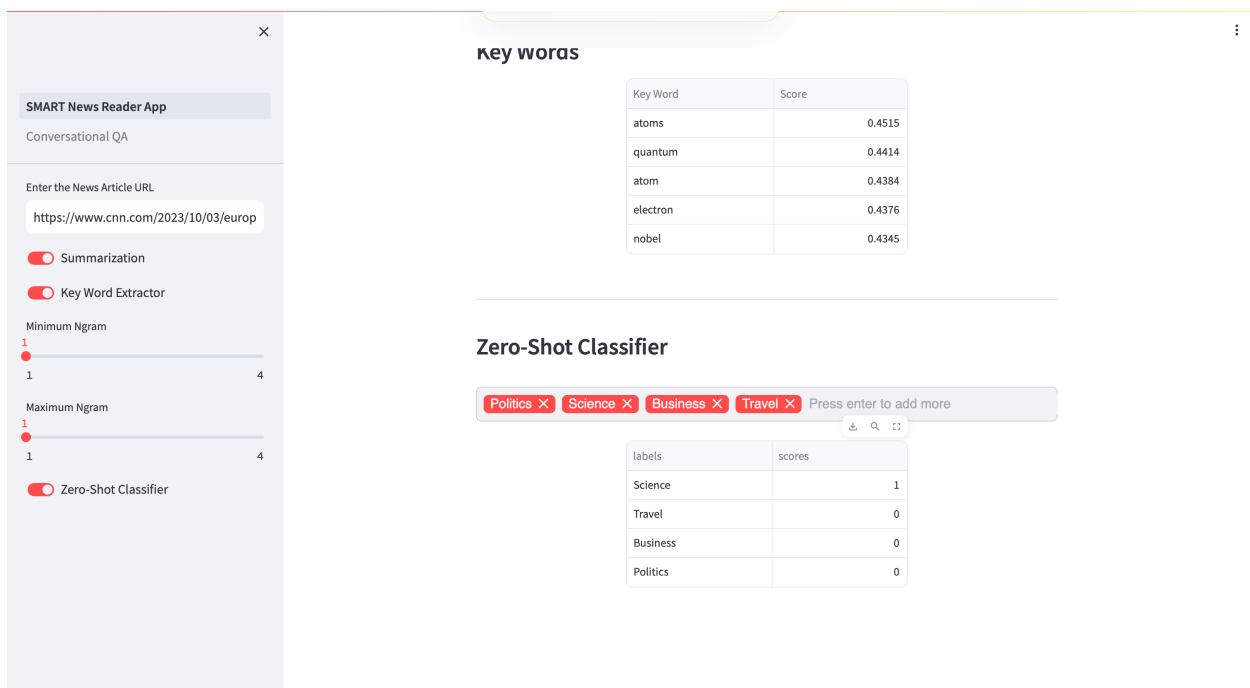 SMART News Reader App
Conversational QA
Enter the News Article URL
https://www.cnn.com/2023/10/03/europ
Summarization
Key Word Extractor
Minimum Ngram
1
1 4
Maximum Ngram
1
1 4
Zero-Shot Classifier
Key Words
Key Word Score
atoms 0.4515
quantum 0.4414
atom 0.4384
electron 0.4376
nobel 0.4345
Zero-Shot Classifier
Politics Science Business Travel Press enter to add more
labels scores
Science 1
Travel 0
Business 0
Politics 0